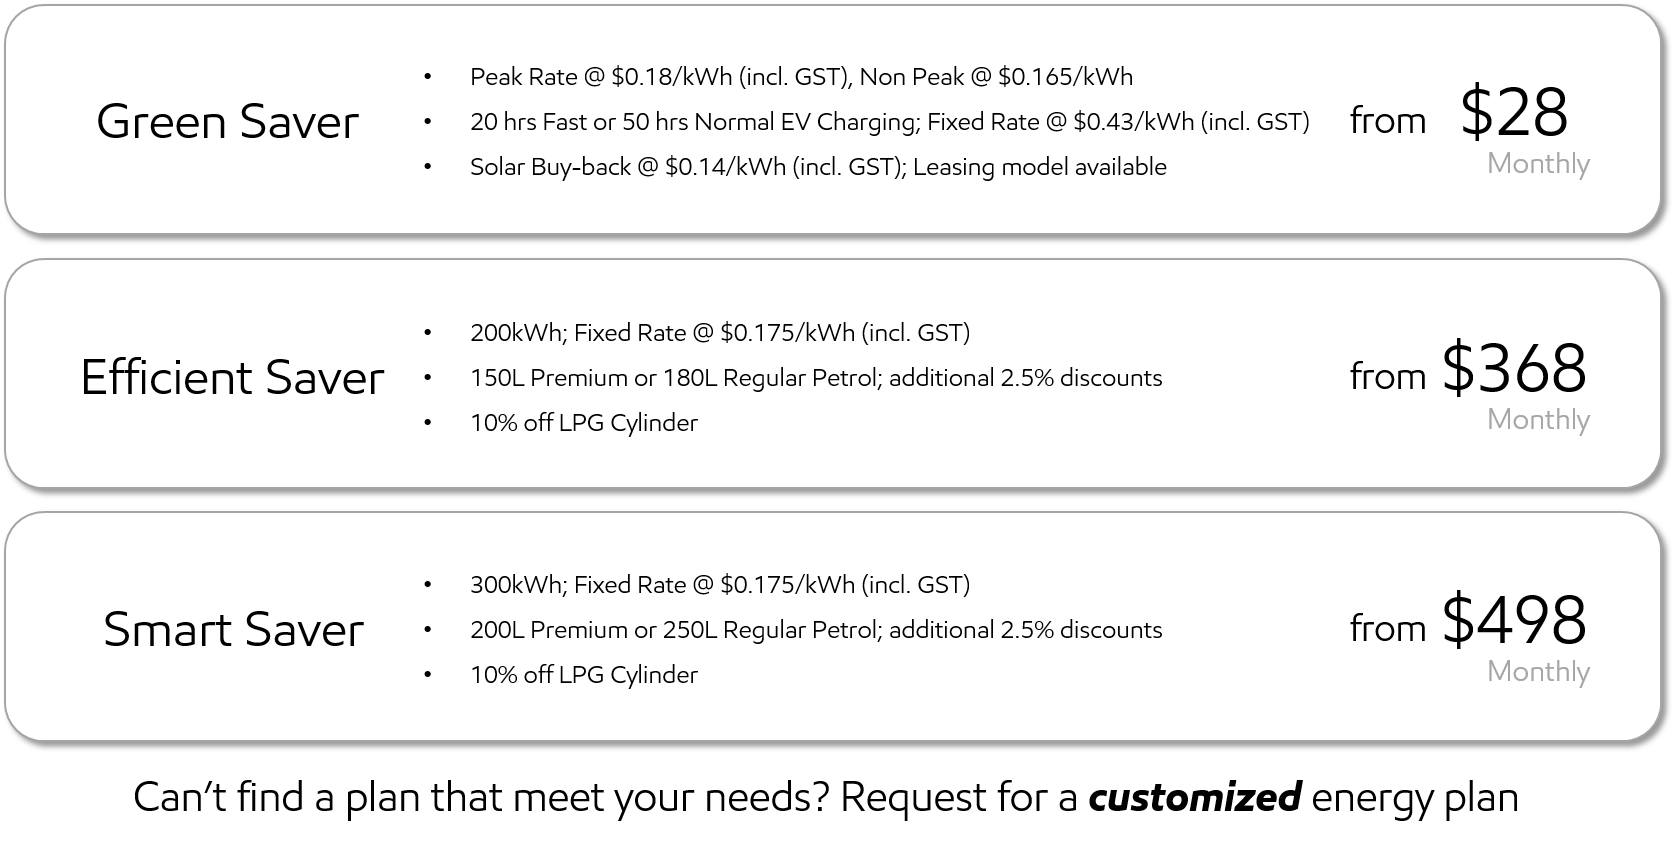 Green Saver
• Peak Rate @ $0.18/kWh (incl. GST), Non Peak @ $0.165/kWh
• 20 hrs Fast or 50 hrs Normal EV Charging; Fixed Rate @ $0.43/kWh (incl. GST)
• Solar Buy-back @ $0.14/kWh (incl. GST); Leasing model available
from $28
Monthly
Efficient Saver
• 200kWh; Fixed Rate @ $0.175/kWh (incl. GST)
• 150L Premium or 180L Regular Petrol; additional 2.5% discounts
• 10% off LPG Cylinder
from $368
Monthly
Smart Saver
• 300kWh; Fixed Rate @ $0.175/kWh (incl. GST)
• 200L Premium or 250L Regular Petrol; additional 2.5% discounts
• 10% off LPG Cylinder
from $498
Monthly
Can't find a plan that meet your needs? Request for a customized energy plan